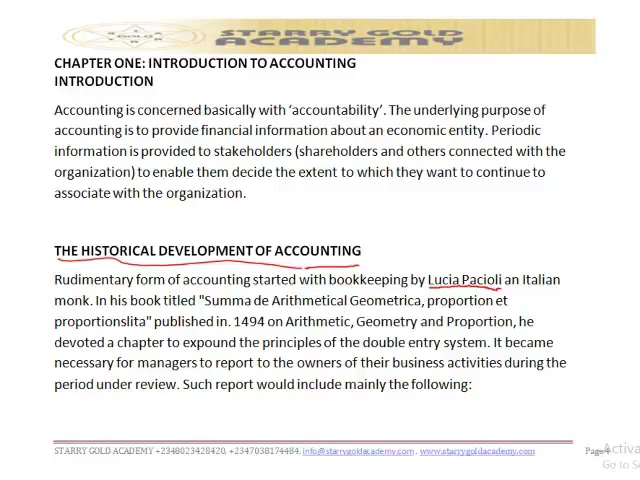 STARRY GOLD
ACADEMY
CHAPTER ONE: INTRODUCTION TO ACCOUNTING
INTRODUCTION
Accounting is concerned basically with ‘accountability’. The underlying purpose of
accounting is to provide financial information about an economic entity. Periodic
information is provided to stakeholders (shareholders and others connected with the
organization) to enable them decide the extent to which they want to continue to
associate with the organization.
THE HISTORICAL DEVELOPMENT OF ACCOUNTING
Rudimentary form of accounting started with bookkeeping by Lucia Pacioli an Italian
monk. In his book titled "Summa de Arithmetical Geometrica, proportion et
proportionslita" published in. 1494 on Arithmetic, Geometry and Proportion, he
devoted a chapter to expound the principles of the double entry system. It became
necessary for managers to report to the owners of their business activities during the
period under review. Such report would include mainly the following:
STARRY GOLD ACADEMY +2348023428420, +2347038174484, info@starrygoldacademy.com , www.starrygoldacademy.com Page
Activa
Go to Se